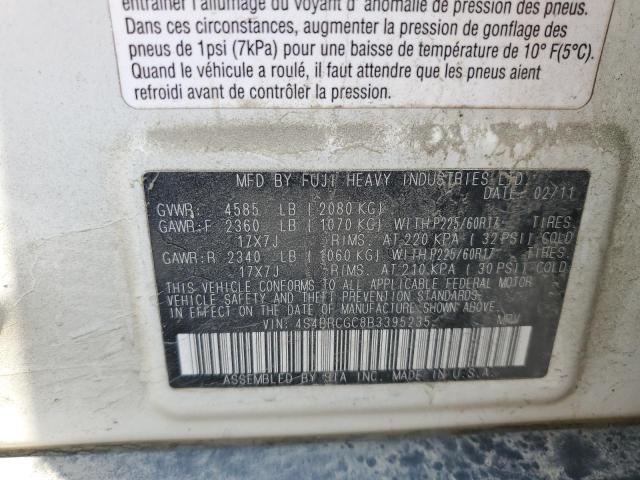 entraîner l'allumage du voyant d' anomalie de pression des pneus.
Dans ces circonstances, augmenter la pression de gonflage
des pneus de 1psi (7kPa) pour une baisse de température de 10° F(5°C).
Quand le véhicule a roulé, il faut attendre que les pneus aient
refroidi avant de contrôler la pression.
MFD BY FUJI HEAVY INDUSTRIES LTD.
DATE: 02/11
GVWR: 4585 LB ( 2080 KG)
GAWR:F 2360 LB ( 1070 KG) WITH P225/60R17 TIRES.
17X7J RIMS. AT 220 KPA ( 32 PSI) COLD
GAWR:R 2340 LB ( 1060 KG) WITH P225/60R17 TIRES.
17X7J RIMS. AT 210 KPA ( 30 PSI) COLD
THIS VEHICLE CONFORMS TO ALL APPLICABLE FEDERAL MOTOR
VEHICLE SAFETY AND THEFT PREVENTION STANDARDS
IN EFFECT ON THE DATE OF MANUFACTURE SHOWN ABOVE.
VIN: 4S4BRCGC8B3395235 MPV
ASSEMBLED BY SIA INC. MADE IN U.S.A.